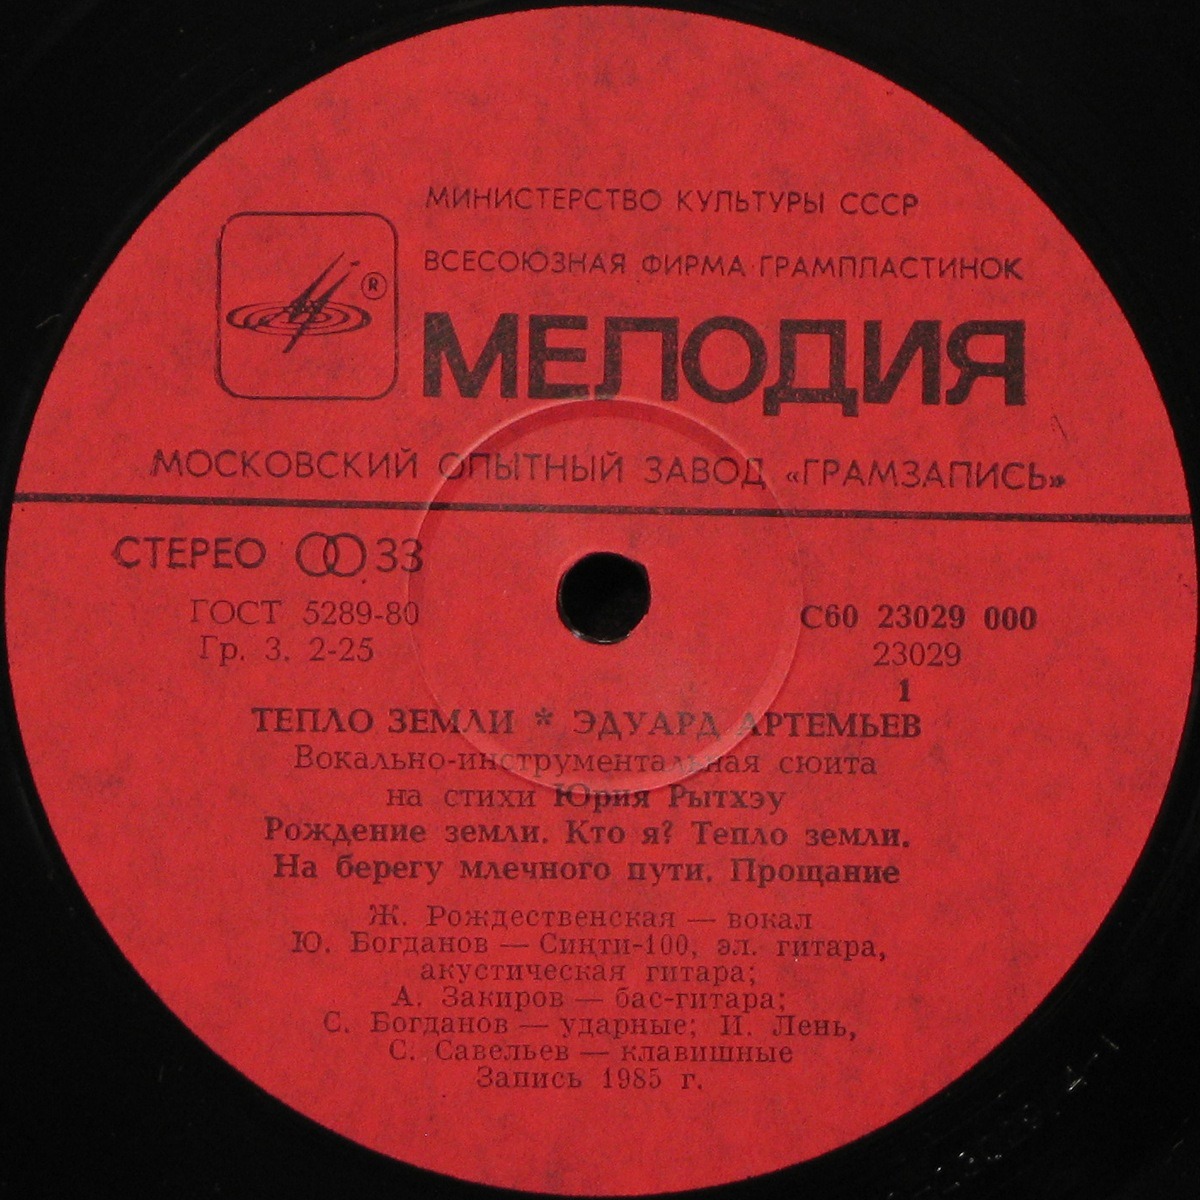 МИНИСТЕРСТВО КУЛЬТУРЫ СССР
ВСЕСОЮЗНАЯ ФИРМА ГРАМПЛАСТИНОК
®
МЕЛОДИЯ
МОСКОВСКИЙ ОПЫТНЫЙ ЗАВОД «ГРАМЗАПИСЬ»
СТЕРЕО 33
ГОСТ 5289-80
Гр. 3. 2-25
С60 23029 000
23029
1
ТЕПЛО ЗЕМЛИ * ЭДУАРД АРТЕМЬЕВ
Вокально-инструментальная сюита
на стихи Юрия Рытхэу
Рождение земли. Кто я? Тепло земли.
На берегу млечного пути. Прощание
Ж. Рождественская — вокал
Ю. Богданов — Синти-100, эл. гитара,
акустическая гитара;
А. Закиров — бас-гитара;
С. Богданов — ударные; И. Лень,
С. Савельев — клавишные
Запись 1985 г.